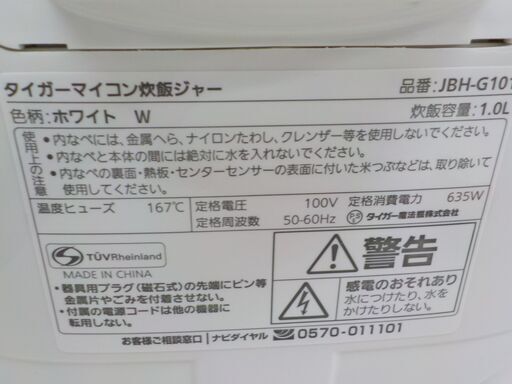 タイガーマイコン炊飯ジャー 品番:JBH-G101
色柄:ホワイト W 炊飯容量:1.0L
使用上の注意
・内なべには、金属へら、ナイロンたわし、クレンザー等を使用しないでください。
・内なべと本体の間には絶対に水を入れないでください。
・内なべの裏面・熱板・センターセンサーの表面に付いた米つぶなどは、取り除いて
使用してください。
温度ヒューズ 167℃ 定格電圧 100V 定格消費電力 635W
定格周波数 50-60Hz タイガー魔法瓶株式会社
TÜVRheinland
MADE IN CHINA
・器具用プラグ(磁石式)の先端にピン等
金属片やごみを付着させない。
・付属の電源コードは他の機器に
転用しない。
警告
感電のおそれあり
水につけたり、水を
かけたりしない。
お客様ご相談窓口 ナビダイヤル 0570-011101